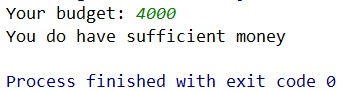 Your budget: 4000
You do have sufficient money
Process finished with exit code 0